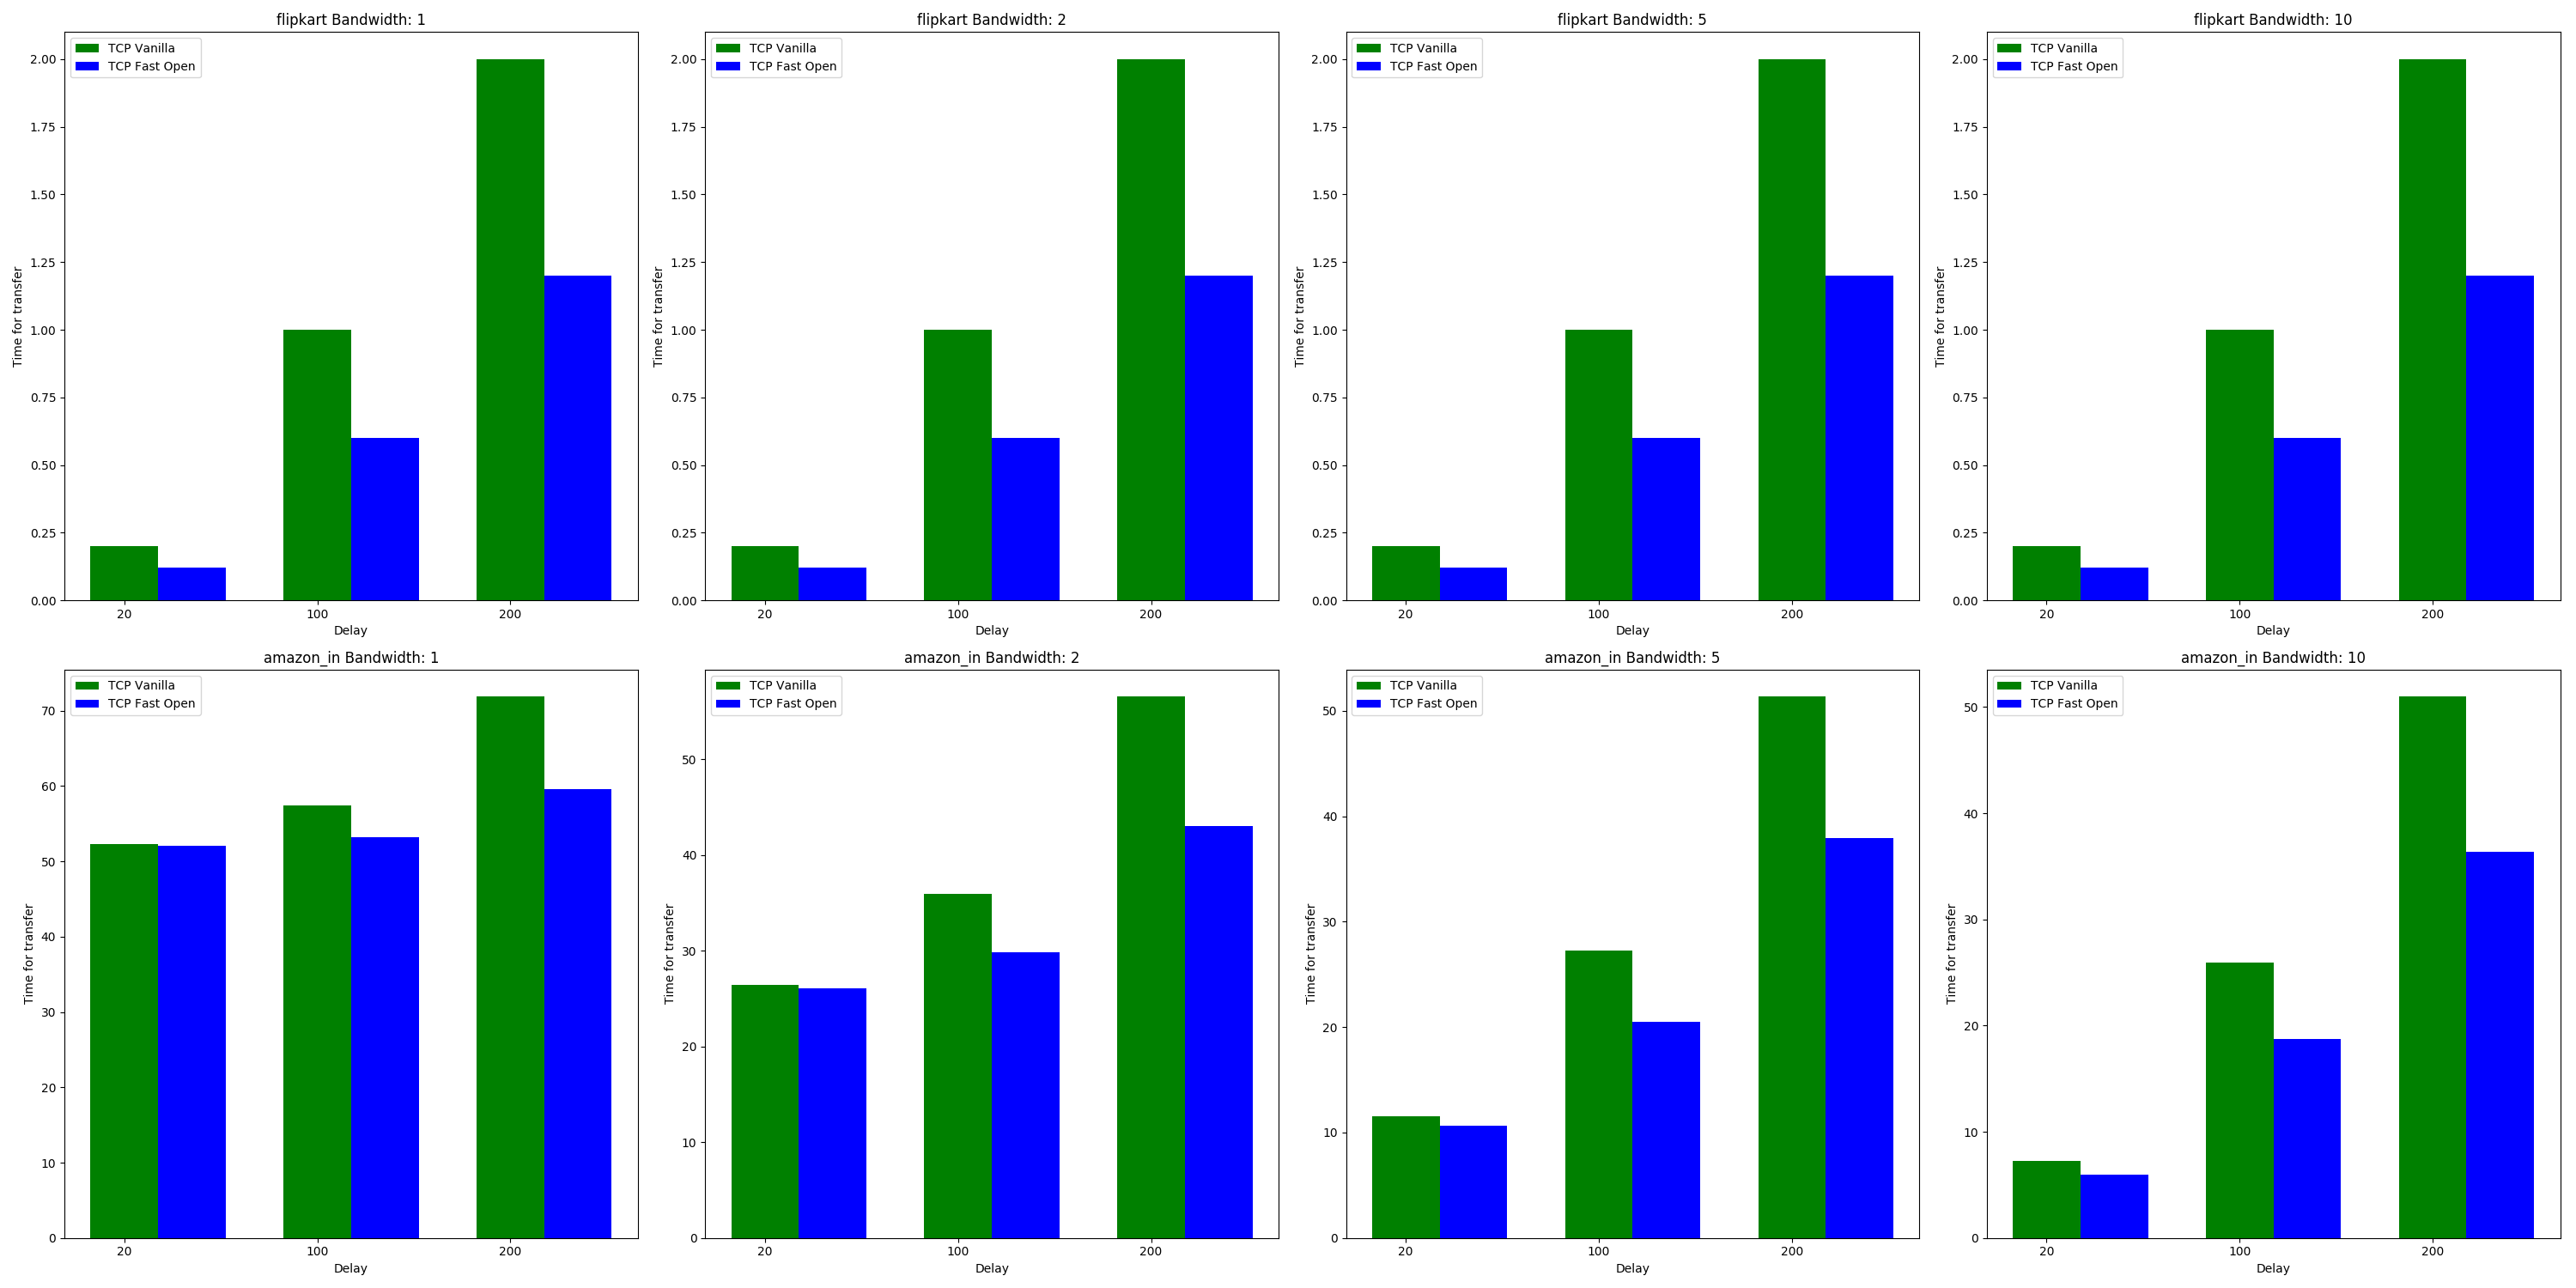 flipkart Bandwidth: 1
TCP Vanilla
TCP Fast Open
2.00
1.75
1.50
1.25
1.00
0.75
0.50
0.25
0.00
Time for transfer
20 100 200
Delay
flipkart Bandwidth: 2
TCP Vanilla
TCP Fast Open
2.00
1.75
1.50
1.25
1.00
0.75
0.50
0.25
0.00
Time for transfer
20 100 200
Delay
flipkart Bandwidth: 5
TCP Vanilla
TCP Fast Open
2.00
1.75
1.50
1.25
1.00
0.75
0.50
0.25
0.00
Time for transfer
20 100 200
Delay
flipkart Bandwidth: 10
TCP Vanilla
TCP Fast Open
2.00
1.75
1.50
1.25
1.00
0.75
0.50
0.25
0.00
Time for transfer
20 100 200
Delay
amazon_in Bandwidth: 1
TCP Vanilla
TCP Fast Open
70
60
50
40
30
20
10
0
Time for transfer
20 100 200
Delay
amazon_in Bandwidth: 2
TCP Vanilla
TCP Fast Open
50
40
30
20
10
0
Time for transfer
20 100 200
Delay
amazon_in Bandwidth: 5
TCP Vanilla
TCP Fast Open
50
40
30
20
10
0
Time for transfer
20 100 200
Delay
amazon_in Bandwidth: 10
TCP Vanilla
TCP Fast Open
50
40
30
20
10
0
Time for transfer
20 100 200
Delay